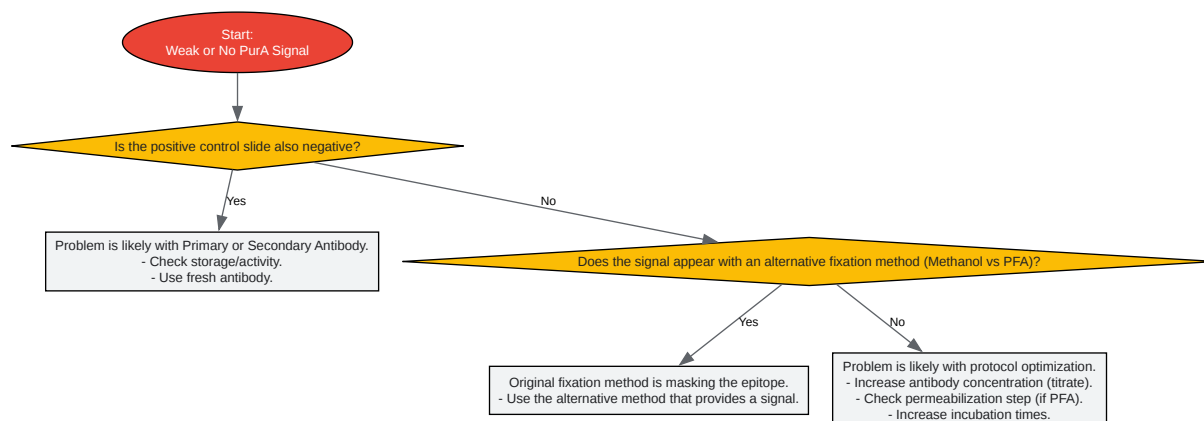 Start:
Weak or No PurA Signal
Is the positive control slide also negative?
Yes
No
Problem is likely with Primary or Secondary Antibody.
- Check storage/activity.
- Use fresh antibody.
Does the signal appear with an alternative fixation method (Methanol vs PFA)?
Yes
No
Original fixation method is masking the epitope.
- Use the alternative method that provides a signal.
Problem is likely with protocol optimization.
- Increase antibody concentration (titrate).
- Check permeabilization step (if PFA).
- Increase incubation times.